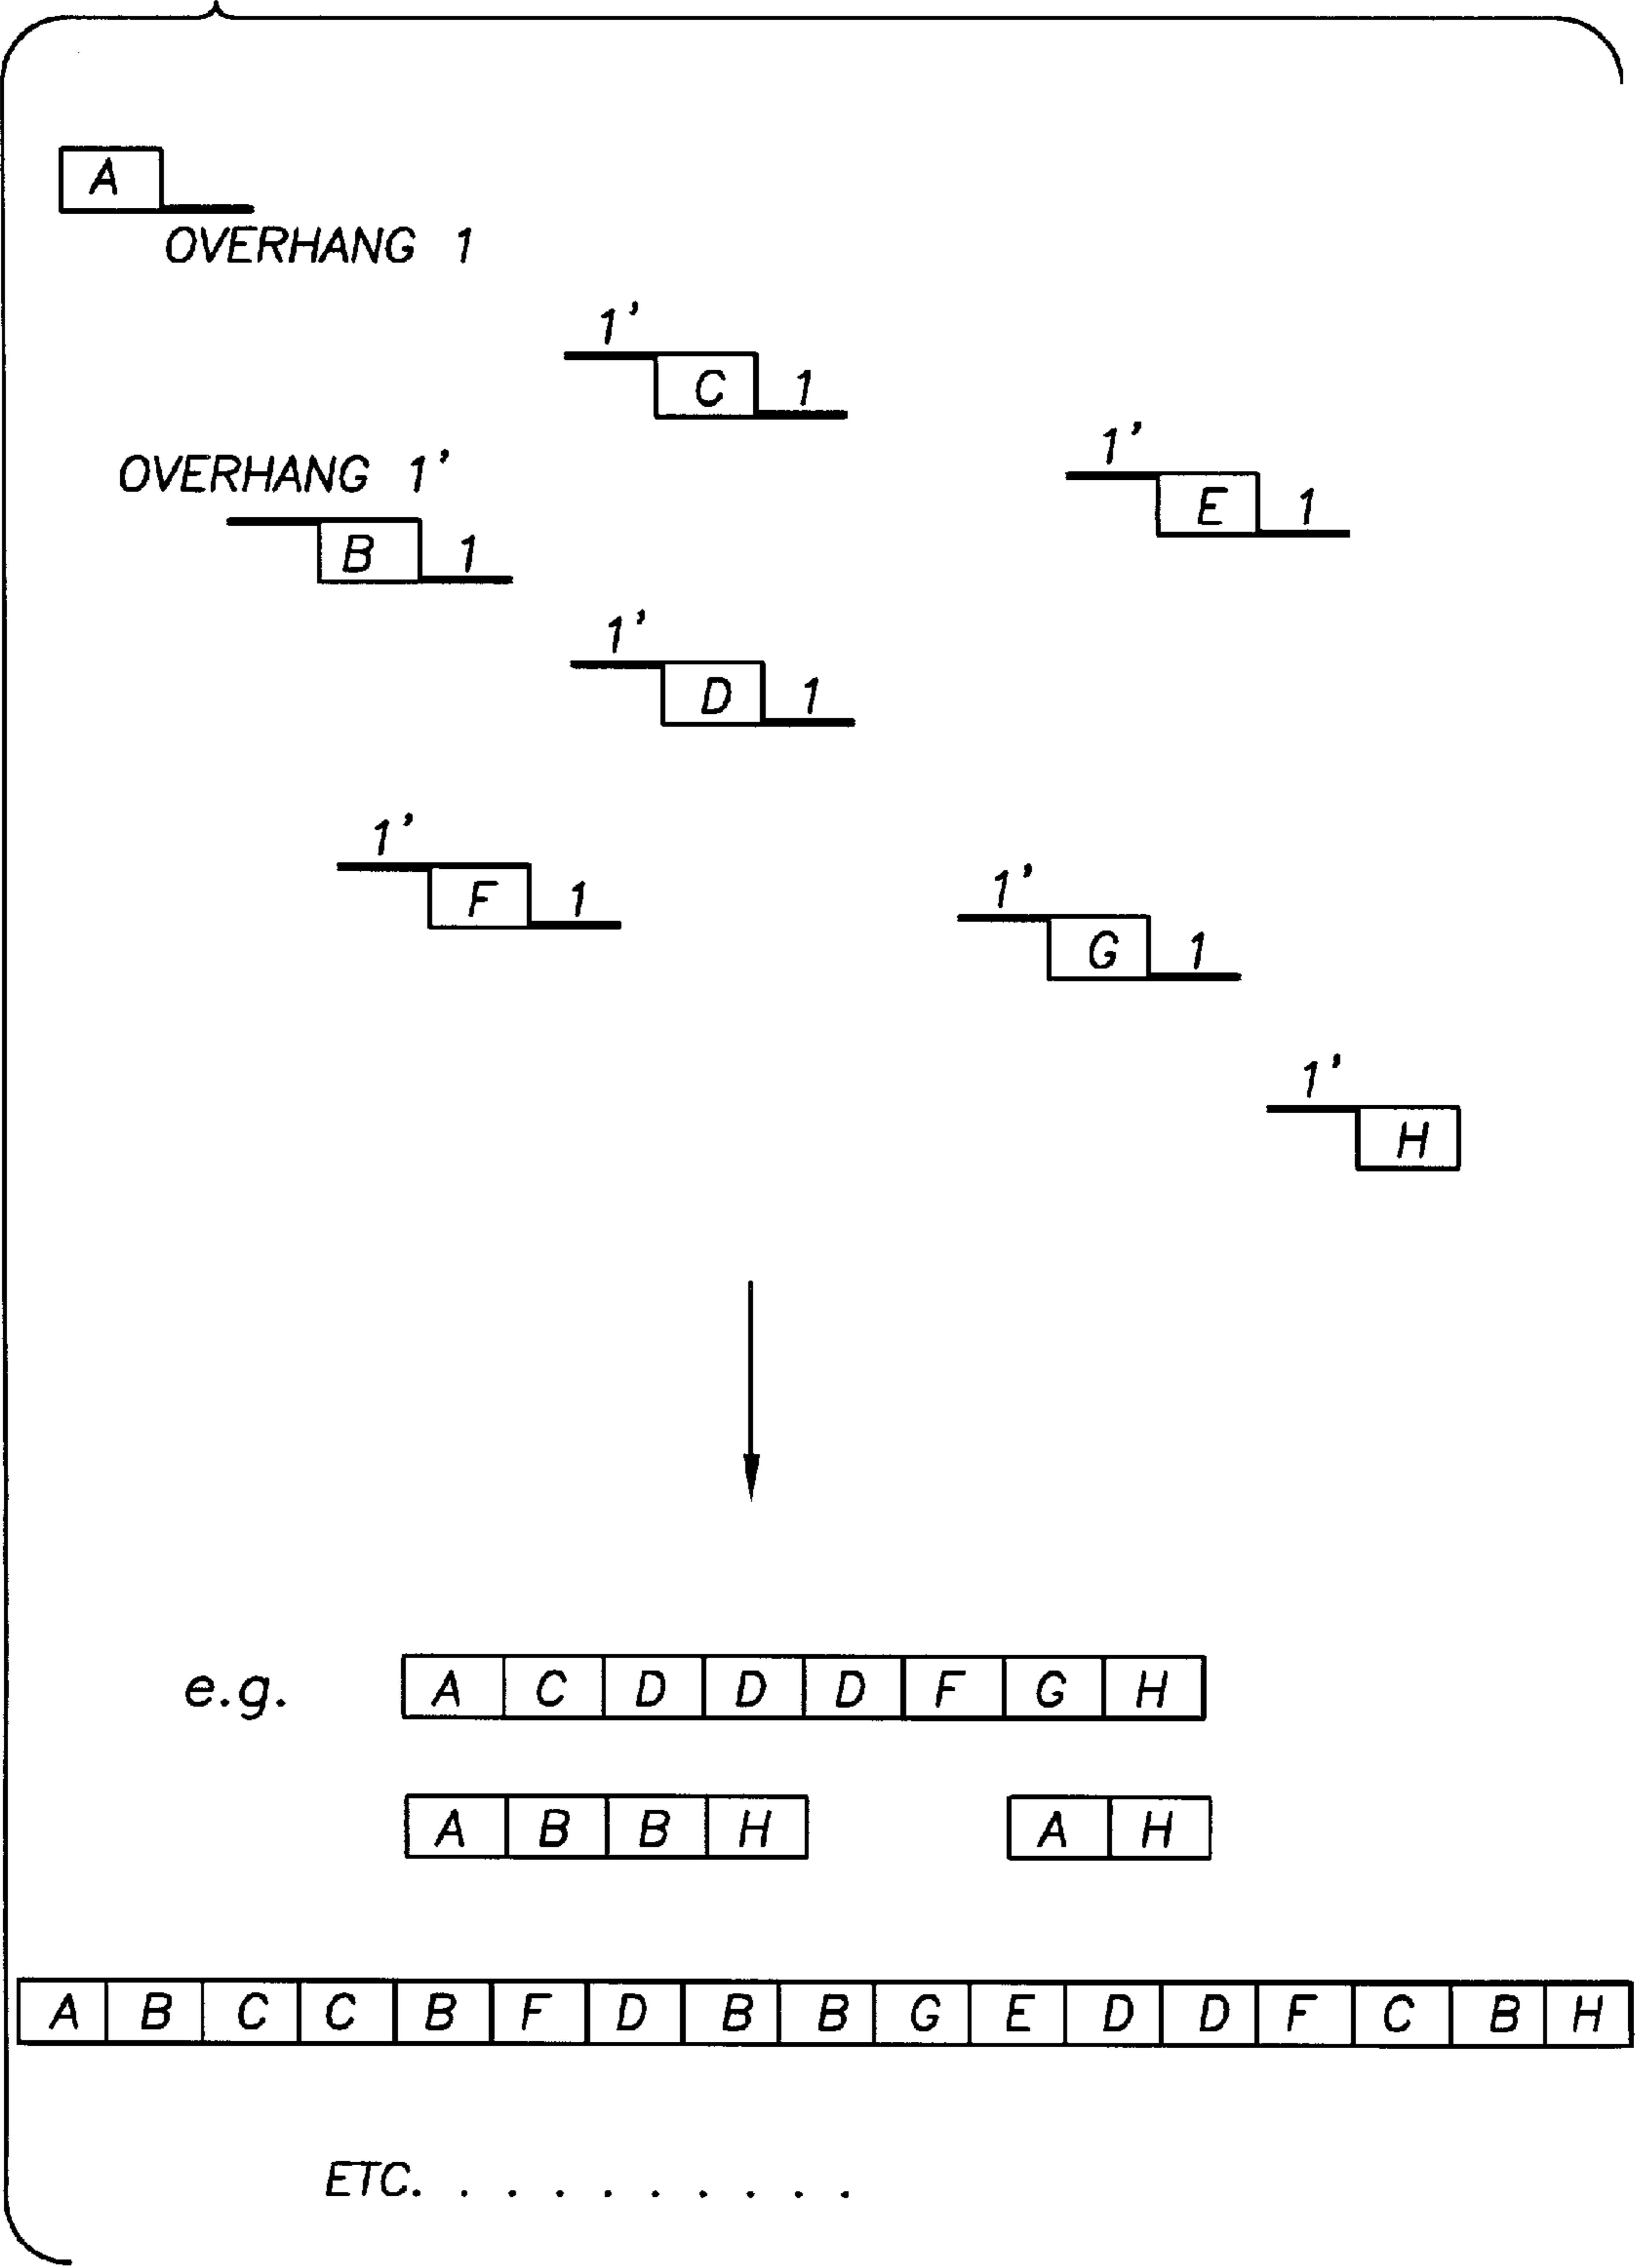 A
OVERHANG 1
1'
C 1
1'
E 1
OVERHANG 1'
B 1
1'
D 1
1'
F 1
1'
G 1
1'
H
e.g. A C D D D F G H
A B B H A H
A B C C B F D B B G E D D F C B H
ETC. . . . . . . . . .